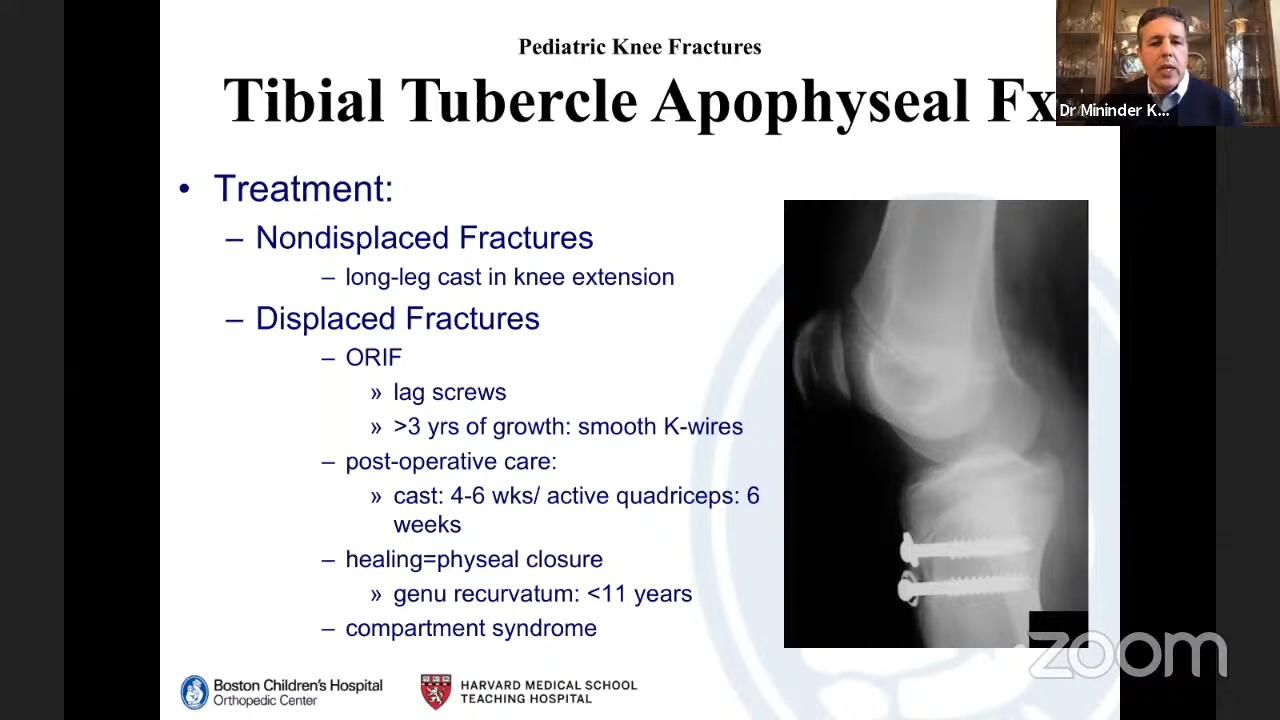 Pediatric Knee Fractures
Tibial Tubercle Apophyseal Fx
Dr Mininder K...
• Treatment:
– Nondisplaced Fractures
– long-leg cast in knee extension
– Displaced Fractures
– ORIF
» lag screws
» >3 yrs of growth: smooth K-wires
– post-operative care:
» cast: 4-6 wks/ active quadriceps: 6
weeks
– healing=physeal closure
» genu recurvatum: <11 years
– compartment syndrome
zoom
Boston Children's Hospital
Orthopedic Center
HARVARD MEDICAL SCHOOL
TEACHING HOSPITAL